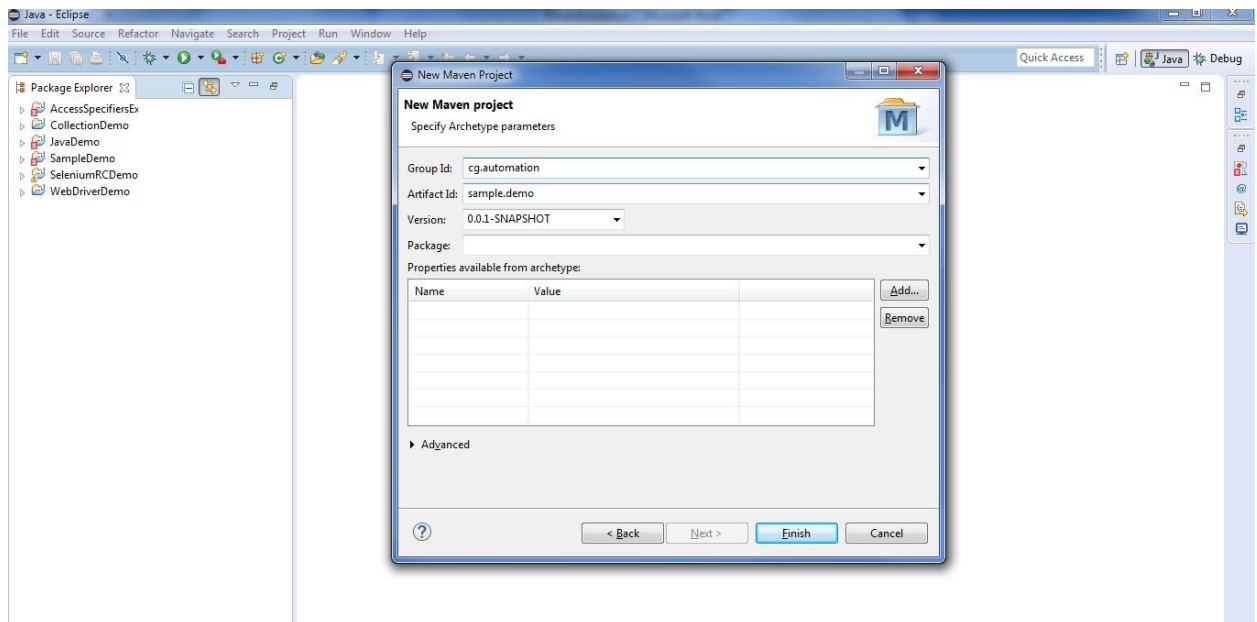 Java - Eclipse
File Edit Source Refactor Navigate Search Project Run Window Help
Quick Access
Java
Debug
Package Explorer
AccessSpecifiersEx
CollectionDemo
JavaDemo
SampleDemo
SeleniumRCDemo
WebDriverDemo
New Maven Project
New Maven project
Specify Archetype parameters
M
Group Id: cg.automation
Artifact Id: sample.demo
Version: 0.0.1-SNAPSHOT
Package:
Properties available from archetype:
Name Value
Add...
Remove
Advanced
?
< Back Next > Finish Cancel